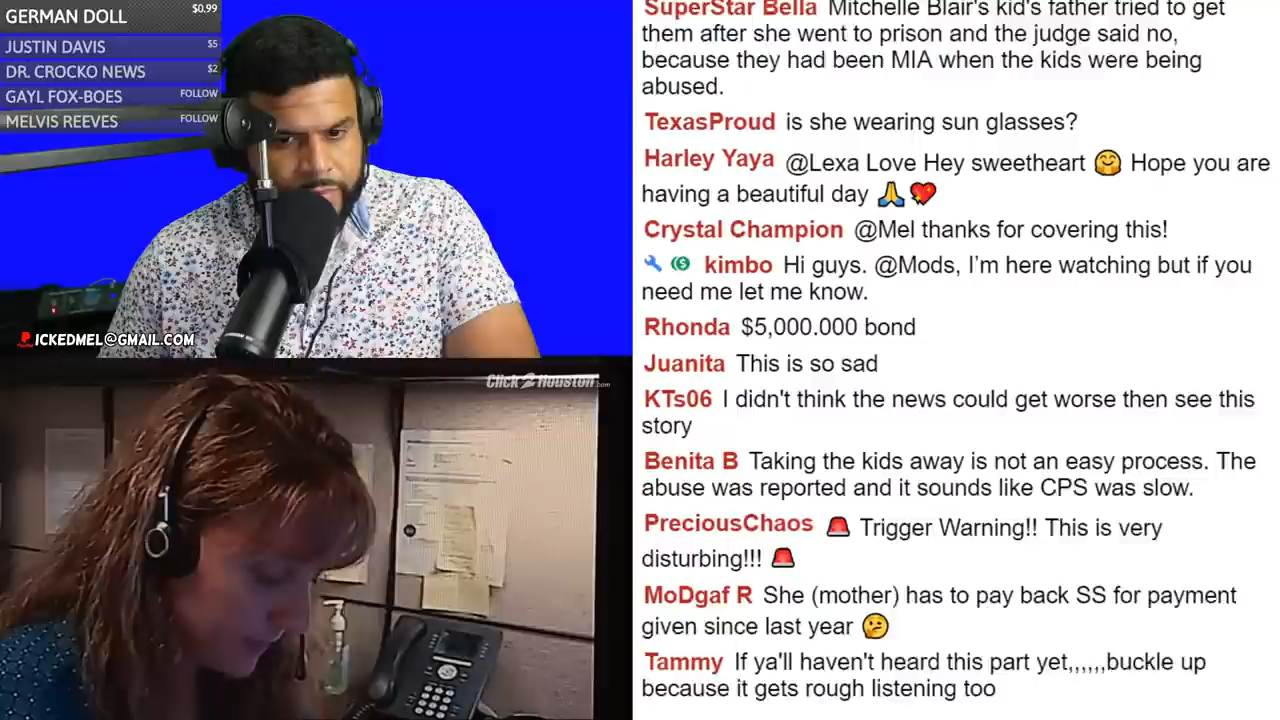 GERMAN DOLL $0.99
JUSTIN DAVIS $5
DR. CROCKO NEWS $2
GAYL FOX-BOES FOLLOW
MELVIS REEVES FOLLOW
ICKEDMEL@GMAIL.COM
Click2Houston.com
SuperStar Bella Mitchelle Blair's kid's father tried to get
them after she went to prison and the judge said no,
because they had been MIA when the kids were being
abused.
TexasProud is she wearing sun glasses?
Harley Yaya @Lexa Love Hey sweetheart 🤗 Hope you are
having a beautiful day 🙏💖
Crystal Champion @Mel thanks for covering this!
kimbo Hi guys. @Mods, I'm here watching but if you
need me let me know.
Rhonda $5,000.000 bond
Juanita This is so sad
KTs06 I didn't think the news could get worse then see this
story
Benita B Taking the kids away is not an easy process. The
abuse was reported and it sounds like CPS was slow.
PreciousChaos 🚨 Trigger Warning!! This is very
disturbing!!! 🚨
MoDgaf R She (mother) has to pay back SS for payment
given since last year 🤔
Tammy If ya'll haven't heard this part yet,,,,,,buckle up
because it gets rough listening too